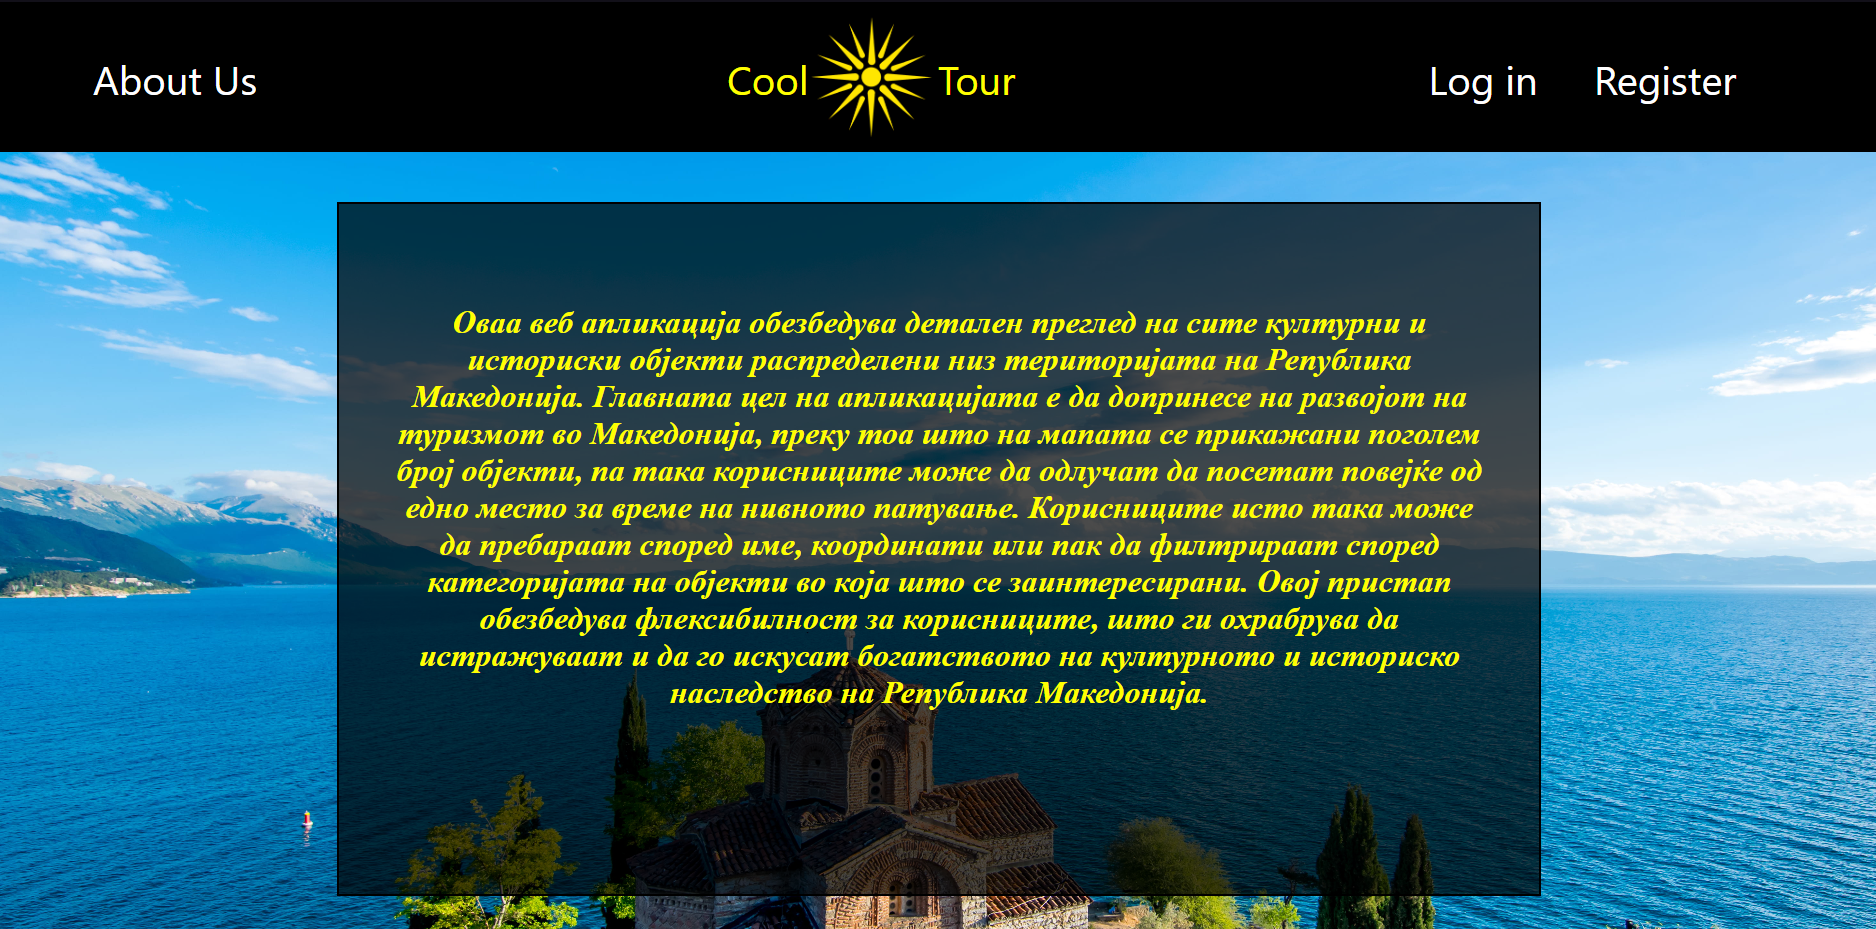 About Us
Cool Tour
Log in
Register
Оваа веб апликација обезбедува детален преглед на сите културни и
историски објекти распределени низ територијата на Република
Македонија. Главната цел на апликацијата е да допринесе на развојот на
туризмот во Македонија, преку тоа што на мапата се прикажани поголем
број објекти, па така корисниците може да одлучат да посетат повејќе од
едно место за време на нивното патување. Корисниците исто така може
да пребараат според име, координати или пак да филтрираат според
категоријата на објекти во која што се заинтересирани. Овој пристап
обезбедува флексибилност за корисниците, што ги охрабрува да
истражуваат и да го искусат богатството на културното и историско
наследство на Република Македонија.